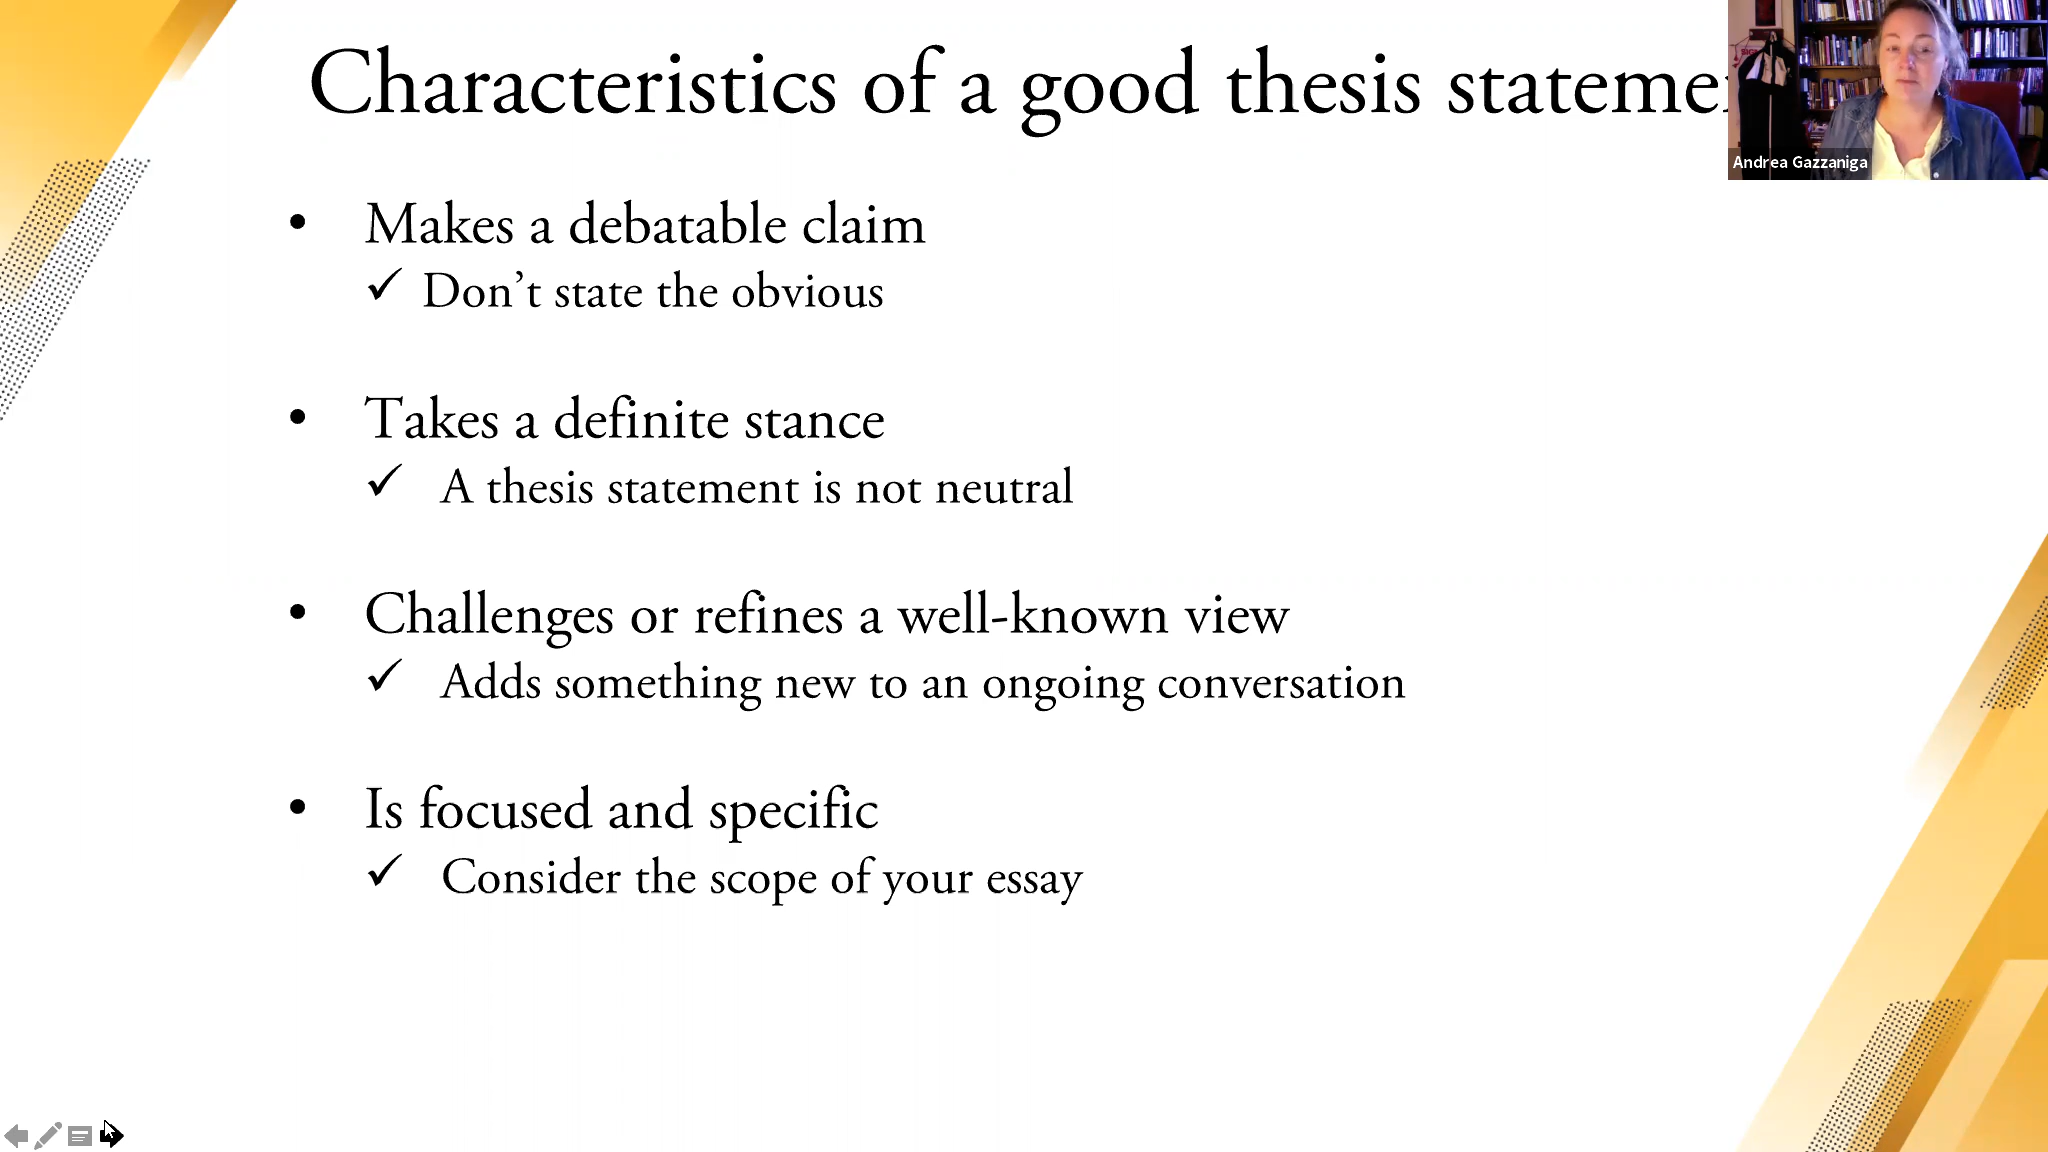 Characteristics of a good thesis
Andrea Gazzaniga
• Makes a debatable claim
✓ Don’t state the obvious
• Takes a definite stance
✓ A thesis statement is not neutral
• Challenges or refines a well-known view
✓ Adds something new to an ongoing conversation
• Is focused and specific
✓ Consider the scope of your essay